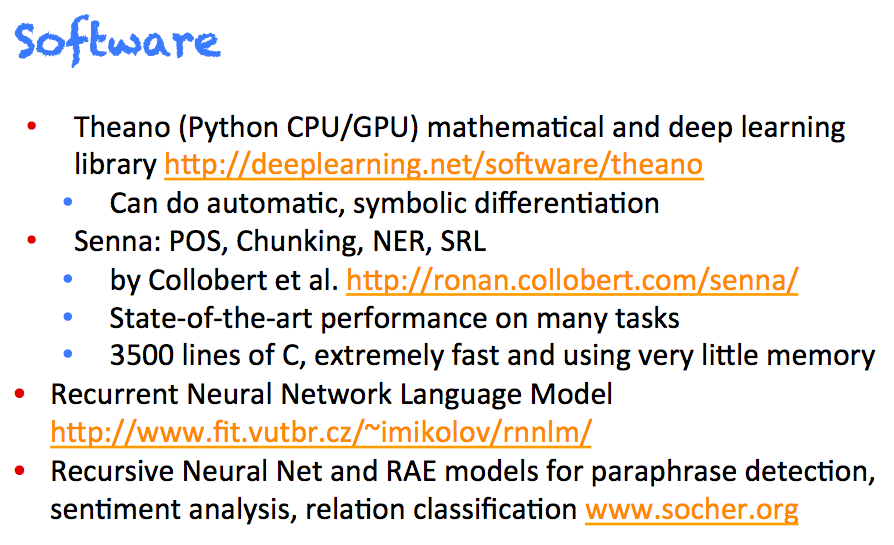 Software
• Theano (Python CPU/GPU) mathematical and deep learning
library http://deeplearning.net/software/theano
• Can do automatic, symbolic differentiation
• Senna: POS, Chunking, NER, SRL
• by Collobert et al. http://ronan.collobert.com/senna/
• State-of-the-art performance on many tasks
• 3500 lines of C, extremely fast and using very little memory
• Recurrent Neural Network Language Model
http://www.fit.vutbr.cz/~imikolov/rnnlm/
• Recursive Neural Net and RAE models for paraphrase detection,
sentiment analysis, relation classification www.socher.org